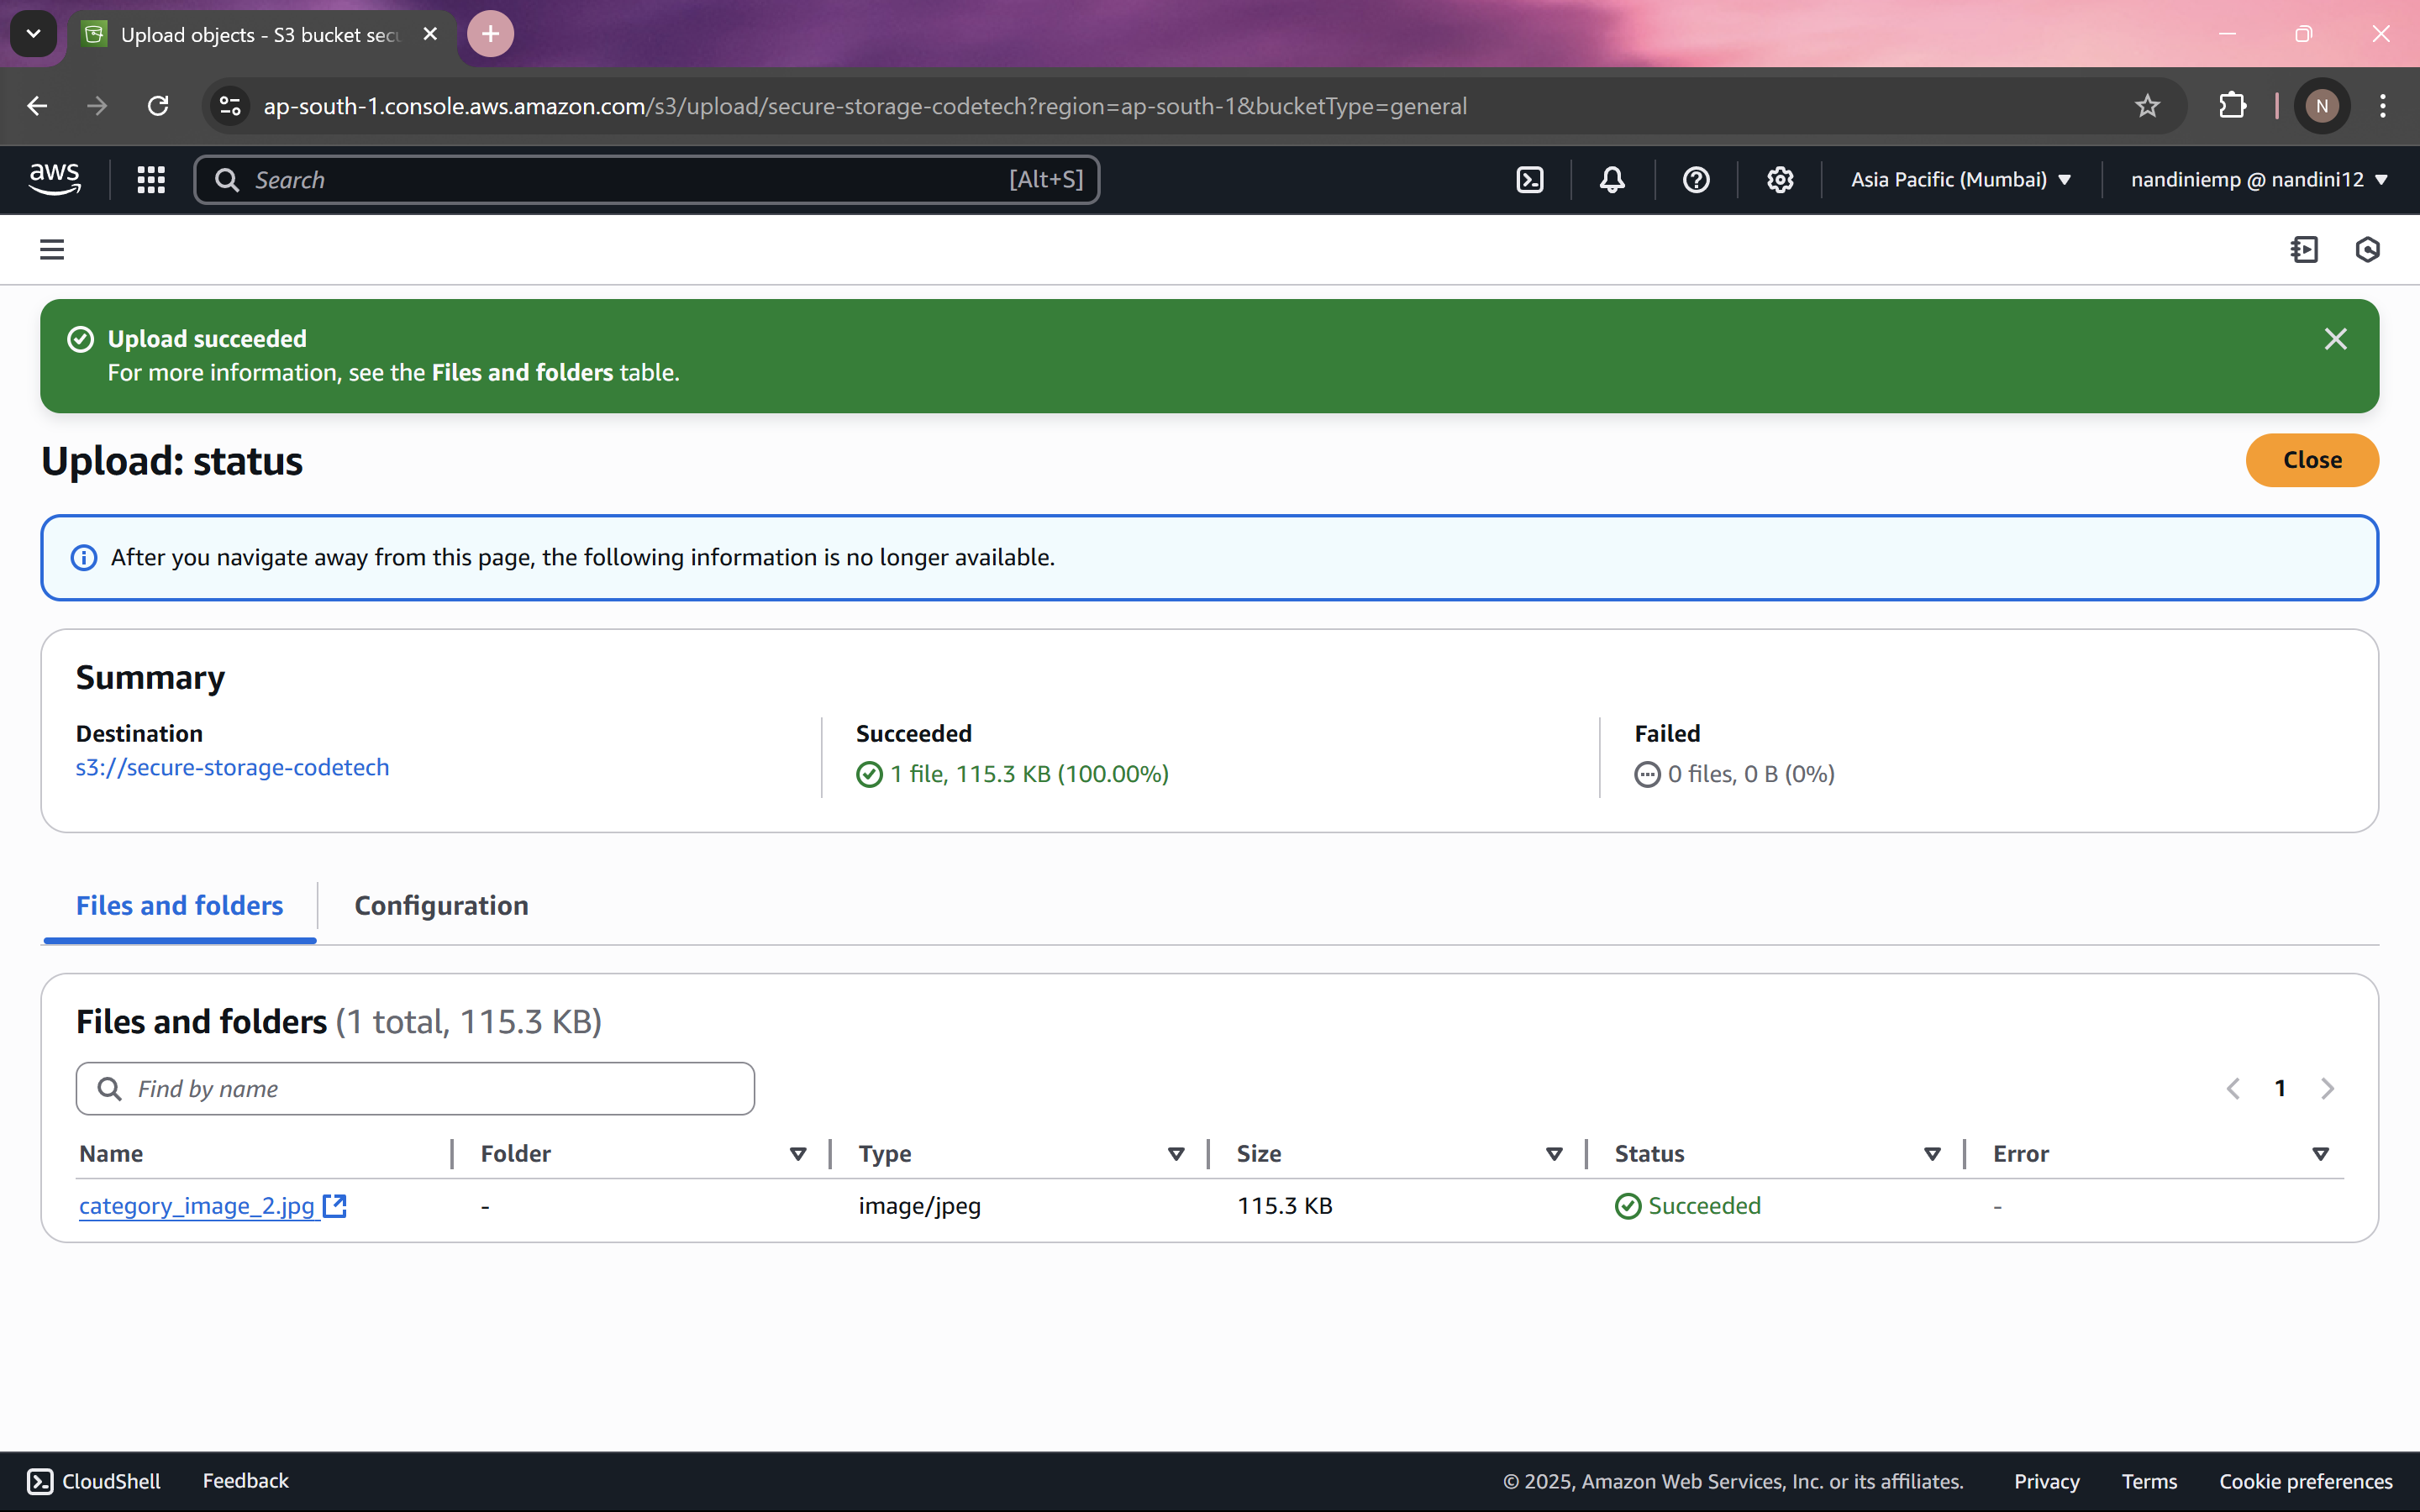 Upload objects - S3 bucket secu
ap-south-1.console.aws.amazon.com/s3/upload/secure-storage-codetech?region=ap-south-1&bucketType=general
N
aws
Search
[Alt+S]
Asia Pacific (Mumbai)
nandiniemp @ nandini12
Upload succeeded
For more information, see the Files and folders table.
Upload: status
Close
After you navigate away from this page, the following information is no longer available.
Summary
Destination
s3://secure-storage-codetech
Succeeded
1 file, 115.3 KB (100.00%)
Failed
0 files, 0 B (0%)
Files and folders
Configuration
Files and folders (1 total, 115.3 KB)
Find by name
1
Name Folder Type Size Status Error
category_image_2.jpg - image/jpeg 115.3 KB Succeeded -
CloudShell
Feedback
© 2025, Amazon Web Services, Inc. or its affiliates.
Privacy
Terms
Cookie preferences